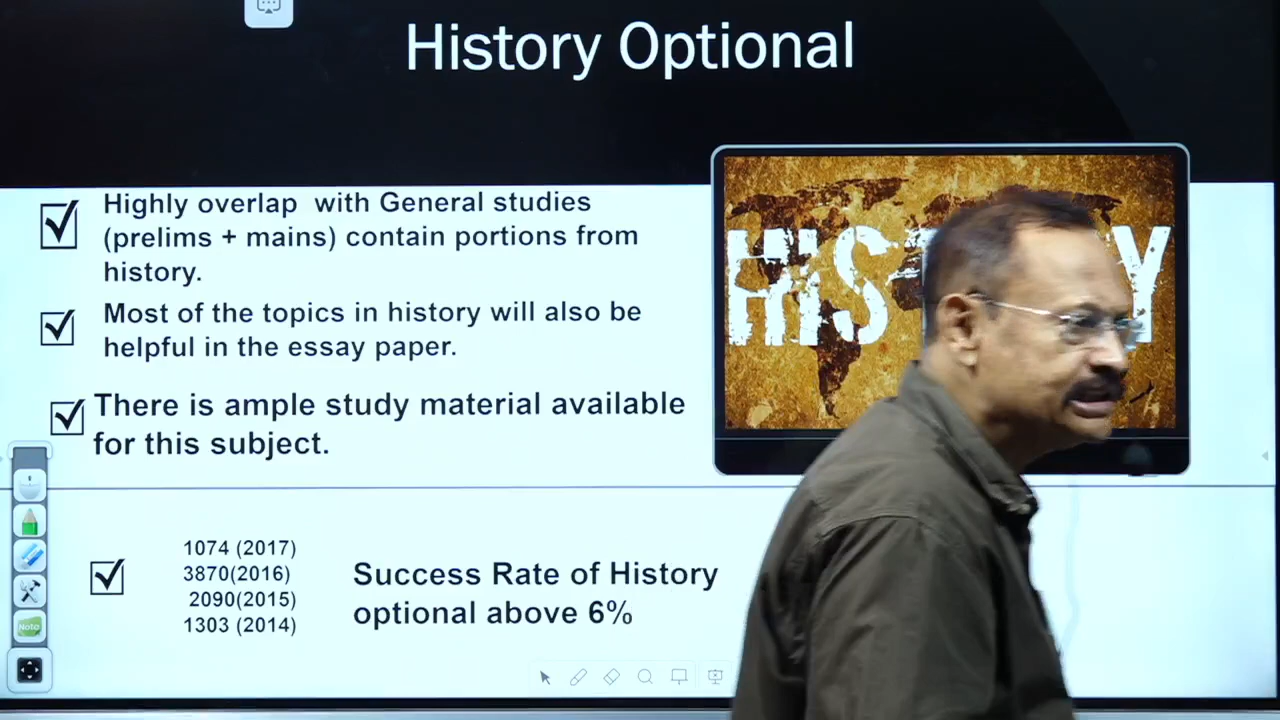 History Optional
Highly overlap with General studies
(prelims + mains) contain portions from
history.
Most of the topics in history will also be
helpful in the essay paper.
There is ample study material available
for this subject.
HIS Y
1074 (2017)
3870(2016)
2090(2015)
1303 (2014)
Success Rate of History
optional above 6%
Note